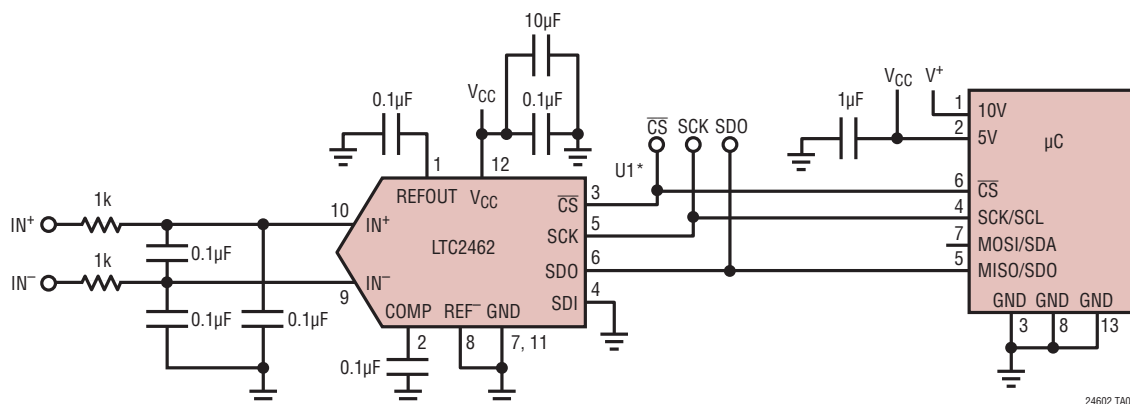 10µF
VCC
0.1µF
0.1µF
VCC
V+
1µF
CS SCK SDO
U1*
1
12
REFOUT VCC
1k
IN+
10
IN+
LTC2462
0.1µF
1k
IN–
9
IN–
0.1µF
0.1µF
COMP REF– GND
2
8
7, 11
0.1µF
CS
3
SCK
5
SDO
6
SDI
4
1
10V
2
5V
µC
6
CS
4
SCK/SCL
7
MOSI/SDA
5
MISO/SDO
GND GND GND
3
8
13